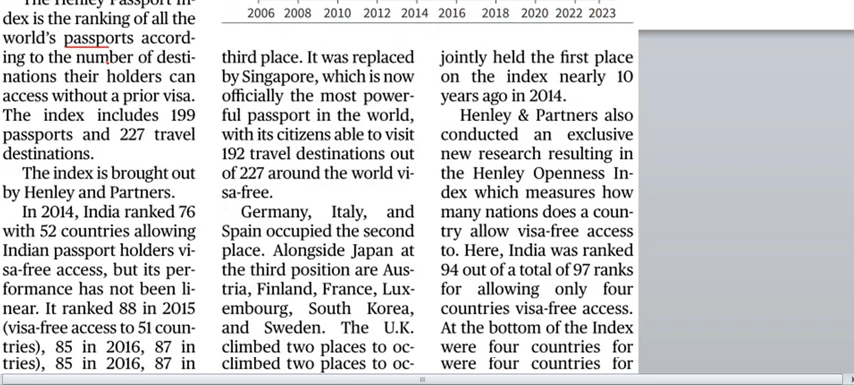 2006 2008 2010 2012 2014 2016 2018 2020 2022 2023
The Henley Passport In-
dex is the ranking of all the
world's passports accord-
ing to the number of desti-
nations their holders can
access without a prior visa.
The index includes 199
passports and 227 travel
destinations.
The index is brought out
by Henley and Partners.
In 2014, India ranked 76
with 52 countries allowing
Indian passport holders vi-
sa-free access, but its per-
formance has not been li-
near. It ranked 88 in 2015
(visa-free access to 51 coun-
tries), 85 in 2016, 87 in
tries), 85 in 2016, 87 in
third place. It was replaced
by Singapore, which is now
officially the most power-
ful passport in the world,
with its citizens able to visit
192 travel destinations out
of 227 around the world vi-
sa-free.
Germany, Italy, and
Spain occupied the second
place. Alongside Japan at
the third position are Aus-
tria, Finland, France, Lux-
embourg, South Korea,
and Sweden. The U.K.
climbed two places to oc-
climbed two places to oc-
jointly held the first place
on the index nearly 10
years ago in 2014.
Henley & Partners also
conducted an exclusive
new research resulting in
the Henley Openness In-
dex which measures how
many nations does a coun-
try allow visa-free access
to. Here, India was ranked
94 out of a total of 97 ranks
for allowing only four
countries visa-free access.
At the bottom of the Index
were four countries for
were four countries for